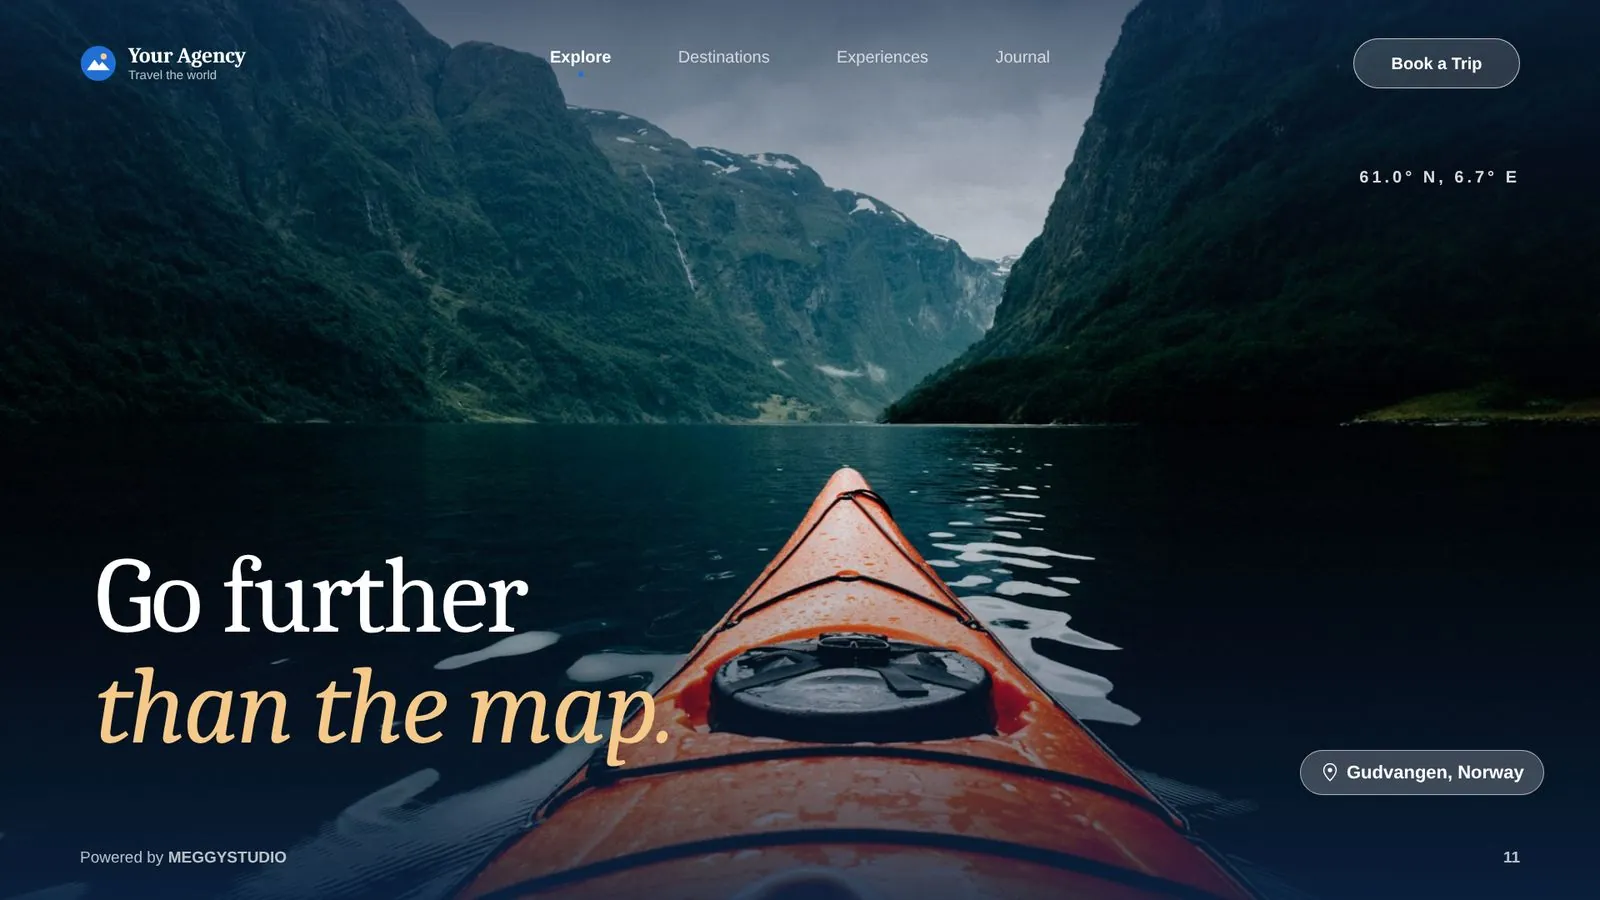 Your Agency
Travel the world
Explore
Destinations
Experiences
Journal
Book a Trip
61.0° N, 6.7° E
Go further
than the map.
Gudvangen, Norway
Powered by MEGGYSTUDIO
11